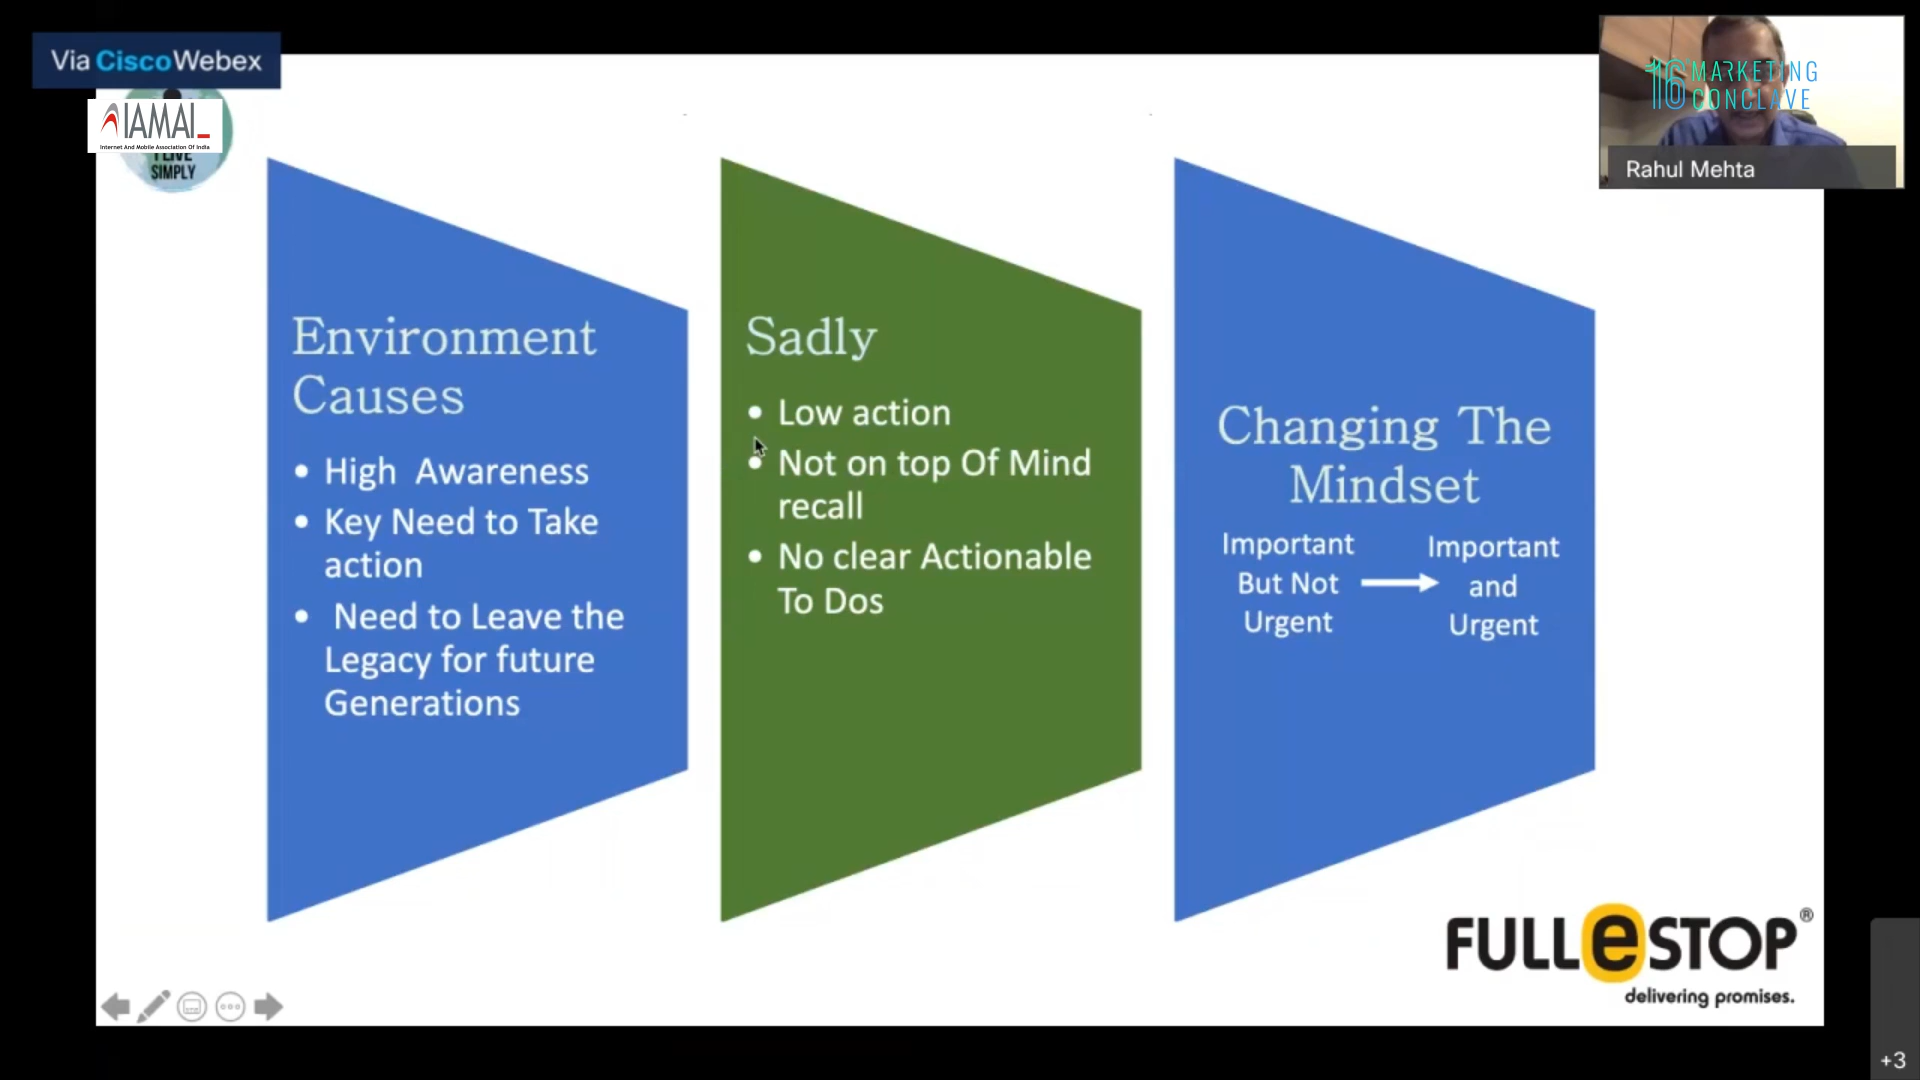 Via CiscoWebex
IAMAI
Internet And Mobile Association Of India
I LIVE
SIMPLY
16 MARKETING
CONCLAVE
Rahul Mehta
Environment
Causes
• High Awareness
• Key Need to Take
action
• Need to Leave the
Legacy for future
Generations
Sadly
• Low action
• Not on top Of Mind
recall
• No clear Actionable
To Dos
Changing The
Mindset
Important
But Not
Urgent
Important
and
Urgent
FULLeSTOP®
delivering promises.
+3